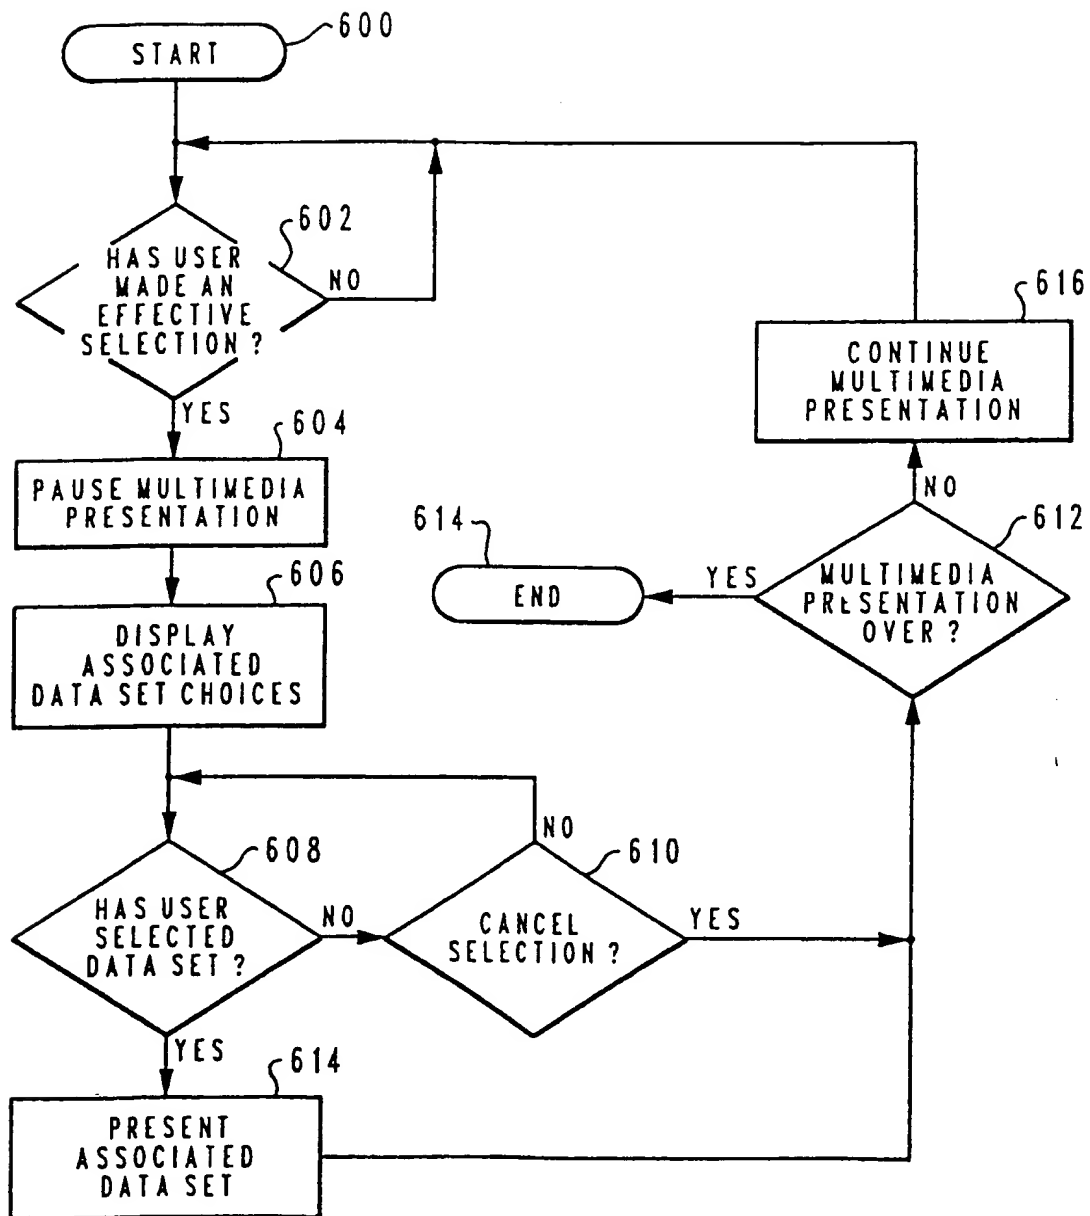 600
START
602
HAS USER
MADE AN
EFFECTIVE
SELECTION ?
NO
YES
604
PAUSE MULTIMEDIA
PRESENTATION
606
DISPLAY
ASSOCIATED
DATA SET CHOICES
608
HAS USER
SELECTED
DATA SET ?
NO
610
CANCEL
SELECTION ?
NO
YES
YES
614
PRESENT
ASSOCIATED
DATA SET
612
MULTIMEDIA
PRESENTATION
OVER ?
YES
614
END
NO
616
CONTINUE
MULTIMEDIA
PRESENTATION